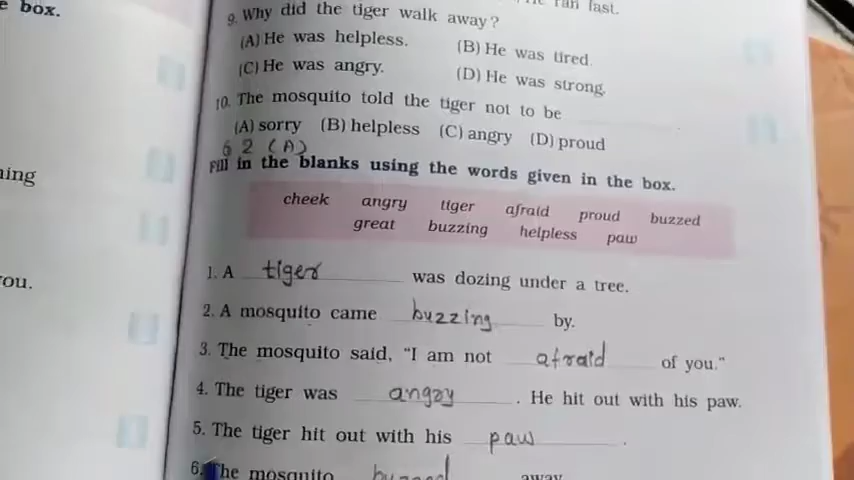 e box.
ran fast.
9. Why did the tiger walk away?
(A) He was helpless. (B) He was tired.
(C) He was angry. (D) He was strong.
10. The mosquito told the tiger not to be
(A) sorry (B) helpless (C) angry (D) proud
6 2 (A)
Fill in the blanks using the words given in the box.
cheek angry tiger afraid proud buzzed
great buzzing helpless paw
1. A tiger was dozing under a tree.
2. A mosquito came buzzing by.
3. The mosquito said, "I am not afraid of you."
4. The tiger was angry. He hit out with his paw.
5. The tiger hit out with his paw.
6. The mosquito buzzed away
ning
ou.